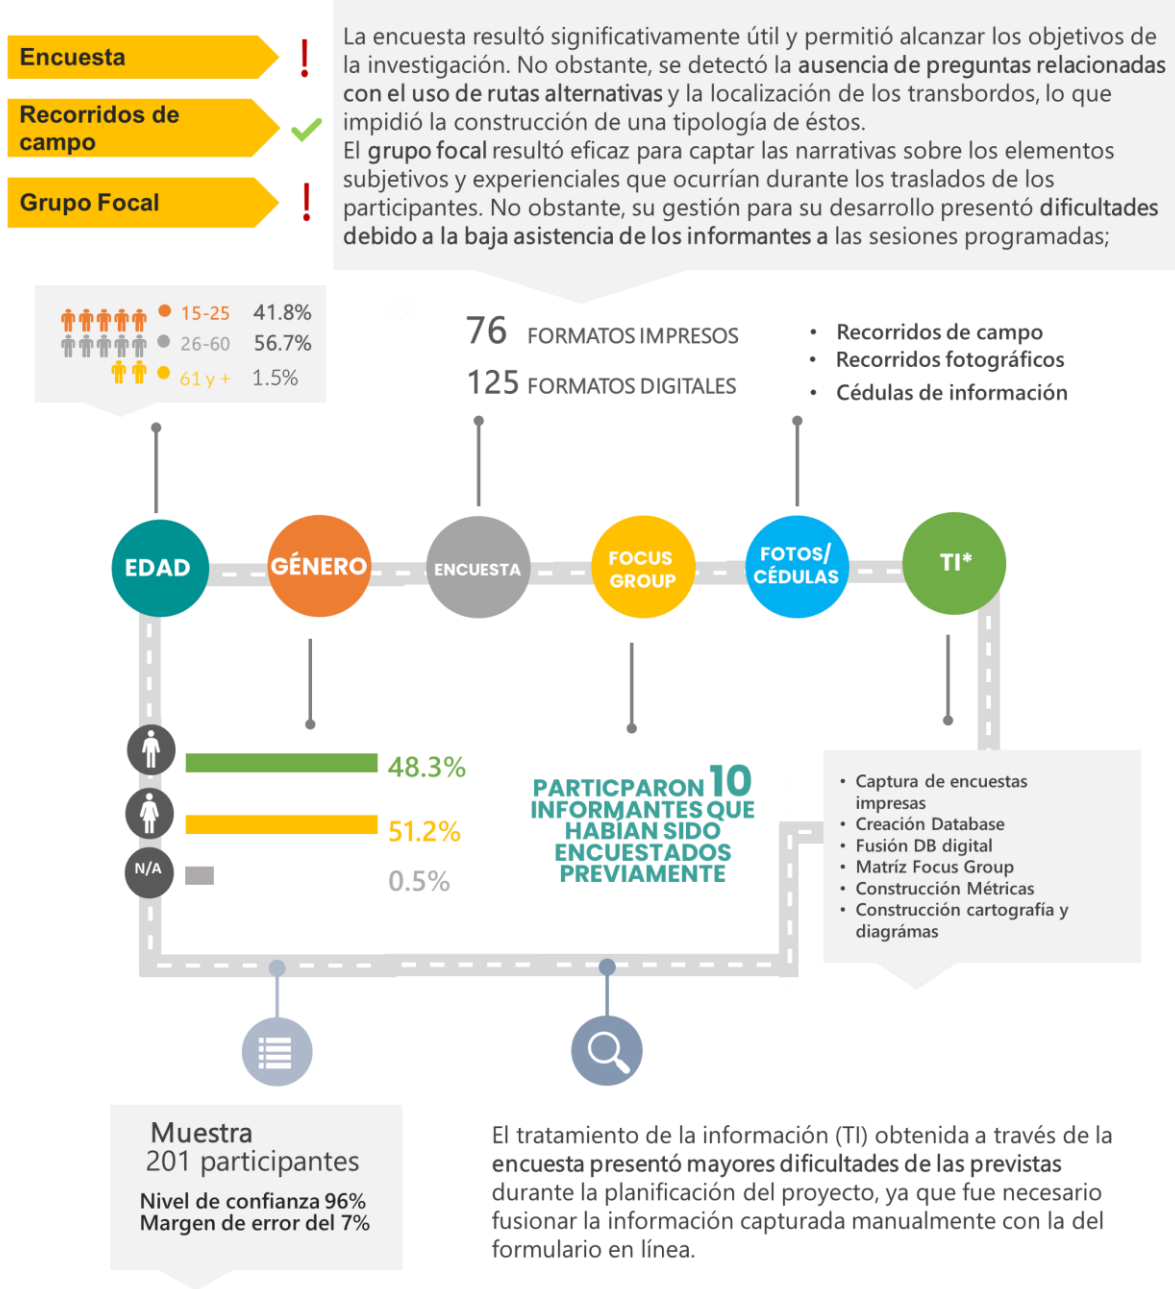 Encuesta
Recorridos de
campo
Grupo Focal
La encuesta resultó significativamente útil y permitió alcanzar los objetivos de
la investigación. No obstante, se detectó la ausencia de preguntas relacionadas
con el uso de rutas alternativas y la localización de los transbordos, lo que
impidió la construcción de una tipología de éstos.
El grupo focal resultó eficaz para captar las narrativas sobre los elementos
subjetivos y experienciales que ocurrían durante los traslados de los
participantes. No obstante, su gestión para su desarrollo presentó dificultades
debido a la baja asistencia de los informantes a las sesiones programadas;
15-25 41.8%
26-60 56.7%
61 y + 1.5%
76 FORMATOS IMPRESOS
125 FORMATOS DIGITALES
• Recorridos de campo
• Recorridos fotográficos
• Cédulas de información
EDAD
GÉNERO
ENCUESTA
FOCUS
GROUP
FOTOS/
CÉDULAS
TI*
48.3%
51.2%
N/A
0.5%
PARTICPARON 10
INFORMANTES QUE
HABÍAN SIDO
ENCUESTADOS
PREVIAMENTE
• Captura de encuestas
impresas
• Creación Database
• Fusión DB digital
• Matríz Focus Group
• Construcción Métricas
• Construcción cartografía y
diagrámas
Muestra
201 participantes
Nivel de confianza 96%
Margen de error del 7%
El tratamiento de la información (TI) obtenida a través de la
encuesta presentó mayores dificultades de las previstas
durante la planificación del proyecto, ya que fue necesario
fusionar la información capturada manualmente con la del
formulario en línea.